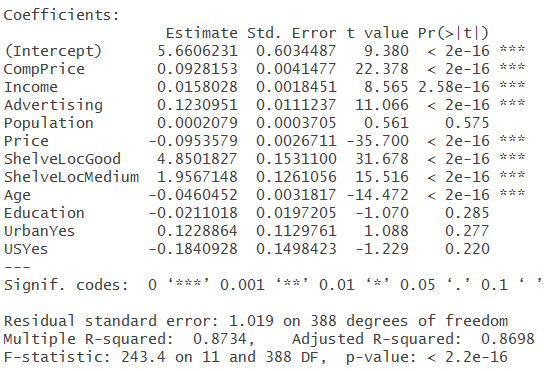 Coefficients:
Estimate Std. Error t value Pr(>|t|)
(Intercept) 5.6606231 0.6034487 9.380 < 2e-16 ***
CompPrice 0.0928153 0.0041477 22.378 < 2e-16 ***
Income 0.0158028 0.0018451 8.565 2.58e-16 ***
Advertising 0.1230951 0.0111237 11.066 < 2e-16 ***
Population 0.0002079 0.0003705 0.561 0.575
Price -0.0953579 0.0026711 -35.700 < 2e-16 ***
ShelveLocGood 4.8501827 0.1531100 31.678 < 2e-16 ***
ShelveLocMedium 1.9567148 0.1261056 15.516 < 2e-16 ***
Age -0.0460452 0.0031817 -14.472 < 2e-16 ***
Education -0.0211018 0.0197205 -1.070 0.285
UrbanYes 0.1228864 0.1129761 1.088 0.277
USYes -0.1840928 0.1498423 -1.229 0.220
---
Signif. codes: 0 ‘***’ 0.001 ‘**’ 0.01 ‘*’ 0.05 ‘.’ 0.1 ‘ ’
Residual standard error: 1.019 on 388 degrees of freedom
Multiple R-squared: 0.8734, Adjusted R-squared: 0.8698
F-statistic: 243.4 on 11 and 388 DF, p-value: < 2.2e-16